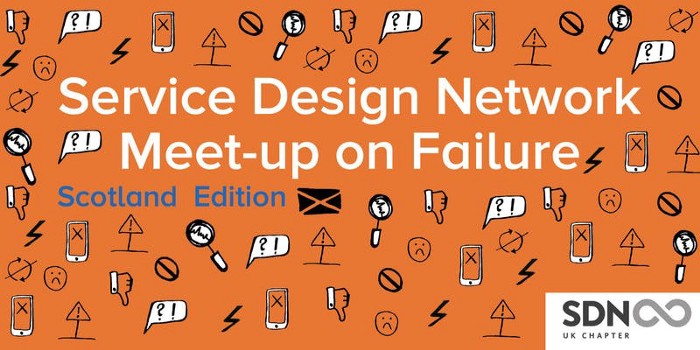 Service Design Network
Meet-up on Failure
Scotland Edition
SDN
UK CHAPTER